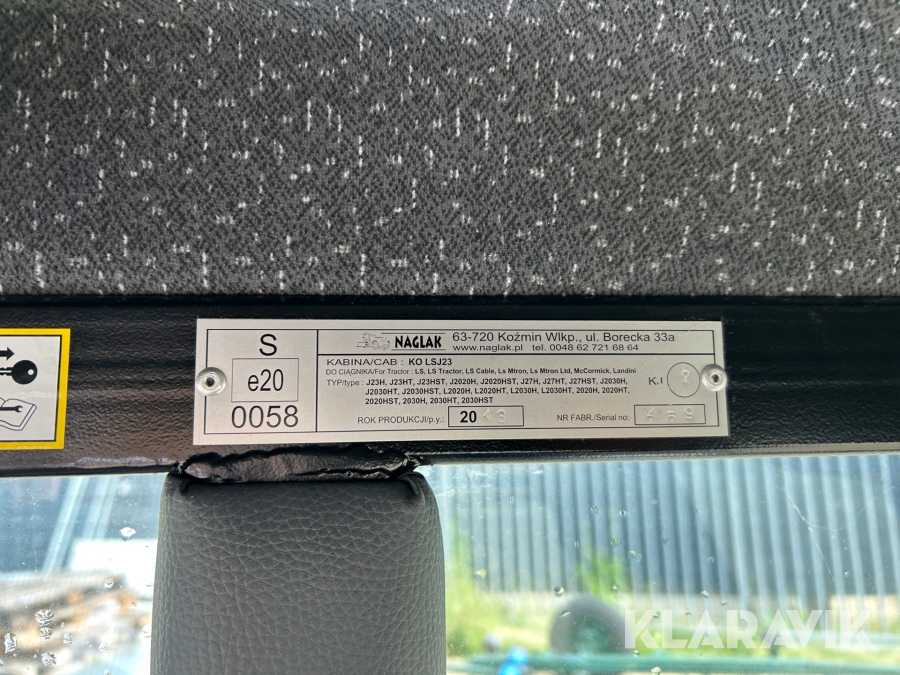 S
e20
0058
NAGLAK
63-720 Koźmin Wlkp., ul. Borecka 33a
www.naglak.pl tel. 0048 62 721 68 64
KABINA/CAB : KO LSJ23
DO CIĄGNIKA/For Tractor : LS, LS Tractor, LS Cable, Ls Mtron, Ls Mtron Ltd, McCormick, Landini
TYP/type : J23H, J23HT, J23HST, J2020H, J2020HST, J27H, J27HT, J27HST, J2030H,
J2030HT, J2030HST, L2020H, L2020HT, L2030H, L2030HT, 2020H, 2020HT,
2020HST, 2030H, 2030HT, 2030HST
K.I
ROK PRODUKCJI/p.y.: 20
NR FABR./Serial no:
KLARAVIK